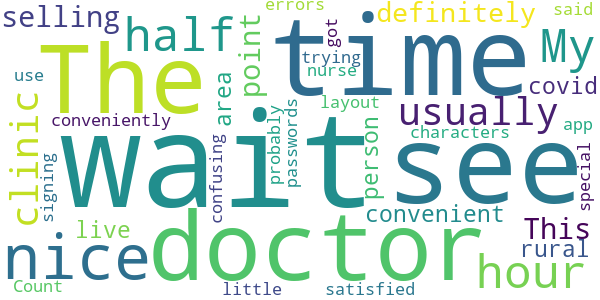 selling
errors
definitely
said
The
half
time
My
point
got
trying
nurse
use
area
covid
clinic
conveniently
wait
usually
see
layout
probably
passwords
characters
app
person
special
confusing
signing
live
convenient
This
nice
doctor
rural
hour
Count
little
satisfied